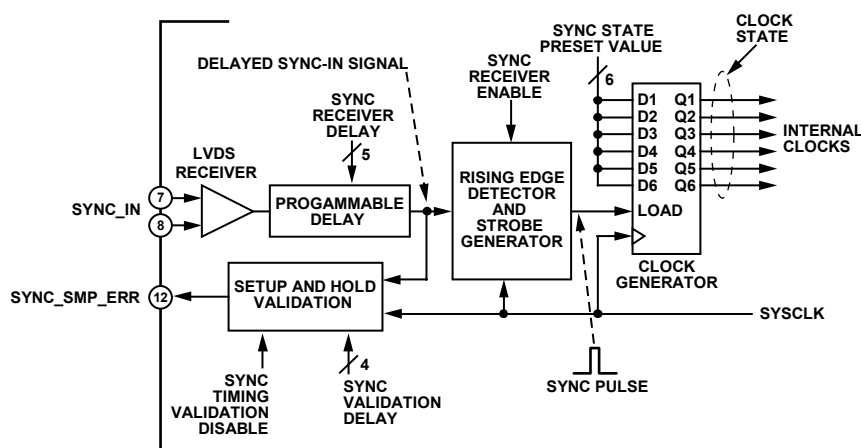 SYNC STATE
PRESET VALUE
CLOCK
STATE
DELAYED SYNC-IN SIGNAL
SYNC
RECEIVER
ENABLE
6
SYNC
RECEIVER
DELAY
5
LVDS
RECEIVER
D1 Q1
D2 Q2
D3 Q3
D4 Q4
D5 Q5
D6 Q6
INTERNAL
CLOCKS
LOAD
RISING EDGE
DETECTOR
AND
STROBE
GENERATOR
PROGAMMABLE
DELAY
SYNC_IN
7
8
CLOCK
GENERATOR
SETUP AND HOLD
VALIDATION
SYNC_SMP_ERR
12
SYSCLK
4
SYNC
TIMING
VALIDATION
DISABLE
SYNC
VALIDATION
DELAY
SYNC PULSE